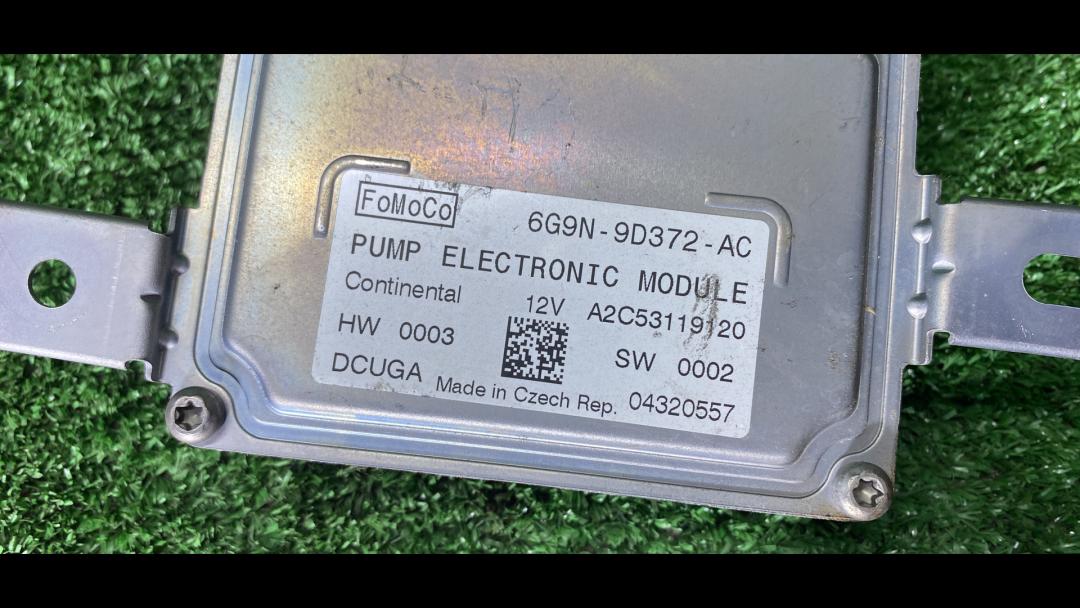 FoMoCo
6G9N-9D372-AC
PUMP ELECTRONIC MODULE
Continental
12V A2C53119120
HW 0003
SW 0002
DCUGA
Made in Czech Rep.
04320557